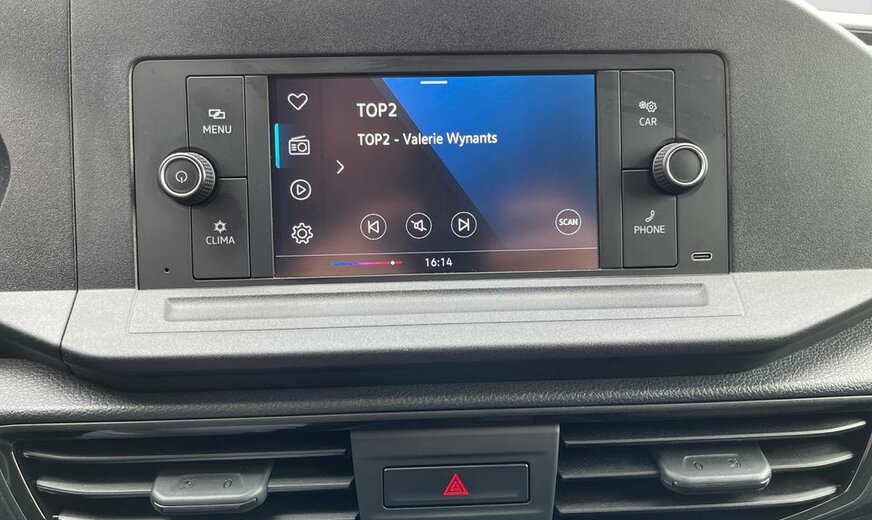 MENU
CLIMA
TOP2
TOP2 - Valerie Wynants
SCAN
16:14
CAR
PHONE